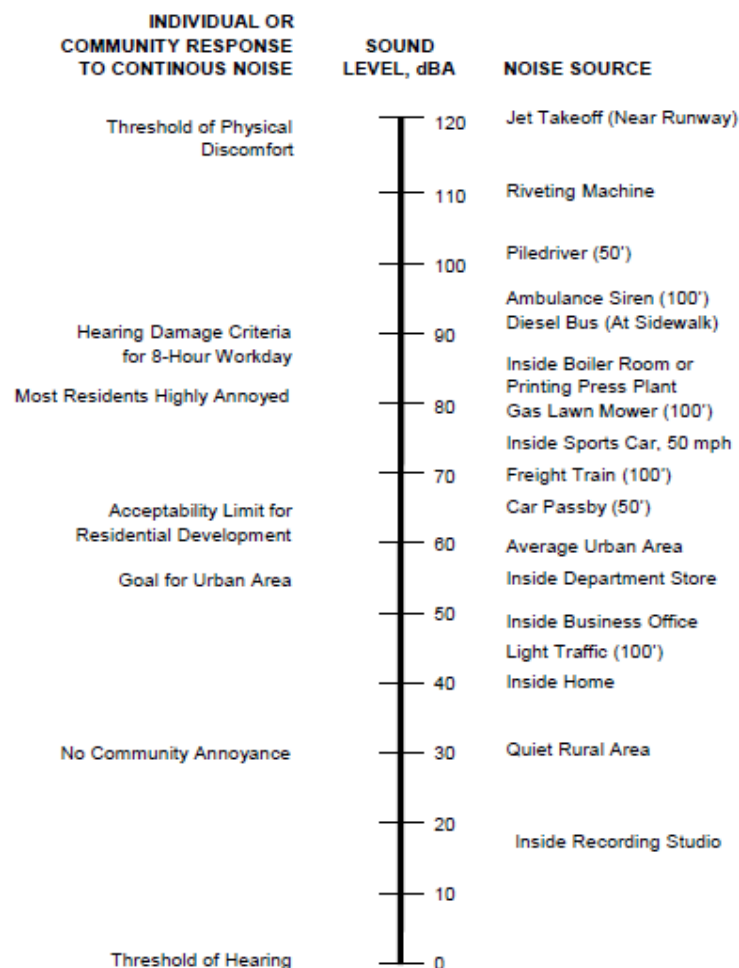 INDIVIDUAL OR
COMMUNITY RESPONSE
TO CONTINOUS NOISE
SOUND
LEVEL, dBA
NOISE SOURCE
Threshold of Physical
Discomfort
120
Jet Takeoff (Near Runway)
110
Riveting Machine
100
Piledriver (50')
Ambulance Siren (100')
Diesel Bus (At Sidewalk)
Hearing Damage Criteria
for 8-Hour Workday
90
Inside Boiler Room or
Printing Press Plant
Most Residents Highly Annoyed
80
Gas Lawn Mower (100')
Inside Sports Car, 50 mph
70
Freight Train (100')
Car Passby (50')
Acceptability Limit for
Residential Development
60
Average Urban Area
Goal for Urban Area
Inside Department Store
50
Inside Business Office
Light Traffic (100')
40
Inside Home
No Community Annoyance
30
Quiet Rural Area
20
Inside Recording Studio
10
Threshold of Hearing
0